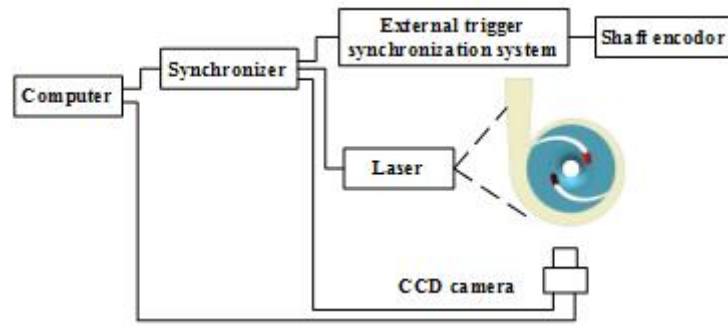 External trigger
synchronization system
Shaft encodor
Synchronizer
Computer
Laser
CCD camera